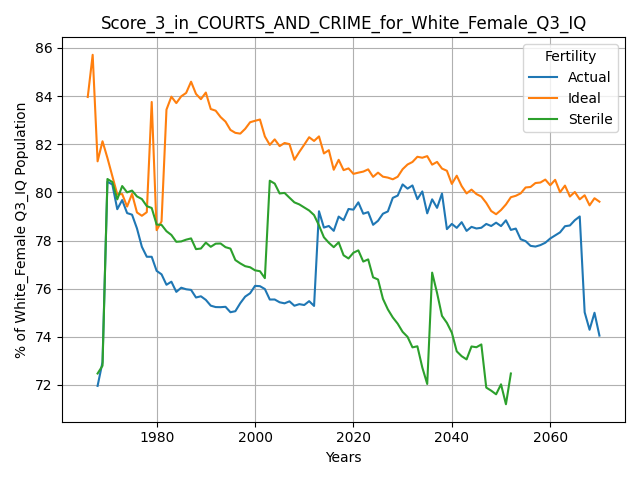 Score_3_in_COURTS_AND_CRIME_for_White_Female_Q3_IQ
% of White_Female Q3_IQ Population
86
84
82
80
78
76
74
72
Fertility
Actual
Ideal
Sterile
1980
2000
2020
2040
2060
Years